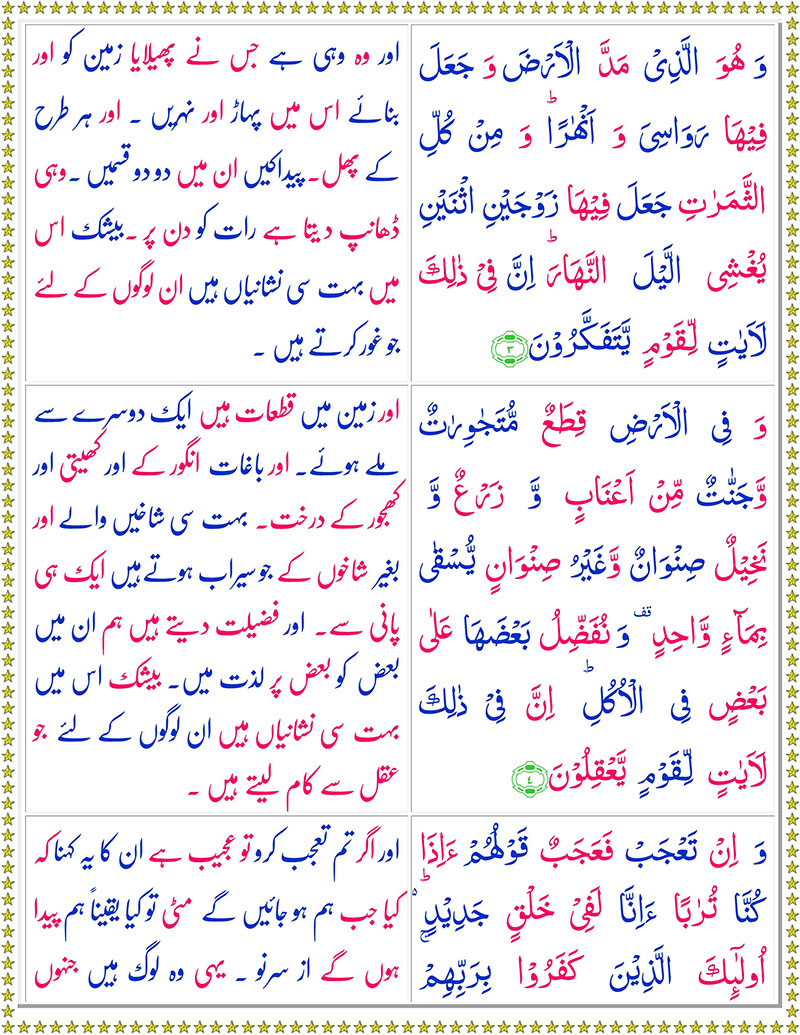 وَ هُوَ الَّذِیْ مَدَّ الْاَرْضَ وَ جَعَلَ
فِیْهَا رَوَاسِیَ وَ اَنْهٰرًا ؕ وَ مِنْ كُلِّ
الثَّمَرٰتِ جَعَلَ فِیْهَا زَوْجَیْنِ اثْنَیْنِ
یُغْشِی الَّیْلَ النَّهَارَ ؕ اِنَّ فِیْ ذٰلِكَ
لَاٰیٰتٍ لِّقَوْمٍ یَّتَفَكَّرُوْنَ ۳
اور وہ وہی ہے جس نے پھیلایا زمین کو اور
بنائے اس میں پہاڑ اور نہریں ۔ اور ہر طرح
کے پھل۔ پیداکیں ان میں دو دو قسمیں ۔ وہی
ڈھانپ دیتا ہے رات کو دن پر ۔ بیشک اس
میں بہت سی نشانیاں ہیں ان لوگوں کے لئے
جو غور کرتے ہیں ۔
وَ فِی الْاَرْضِ قِطَعٌ مُّتَجٰوِرٰتٌ
وَّجَنّٰتٌ مِّنْ اَعْنَابٍ وَّ زَرْعٌ وَّ
نَخِیْلٌ صِنْوَانٌ وَّغَیْرُ صِنْوَانٍ یُّسْقٰی
بِمَآءٍ وَّاحِدٍ ۫ وَ نُفَضِّلُ بَعْضَهَا عَلٰی
بَعْضٍ فِی الْاُكُلِ ؕ اِنَّ فِیْ ذٰلِكَ
لَاٰیٰتٍ لِّقَوْمٍ یَّعْقِلُوْنَ ٤
اور زمین میں قطعات ہیں ایک دوسرے سے
ملے ہوئے۔ اور باغات انگور کے اور کھیتی اور
کھجور کے درخت۔ بہت سی شاخیں والے اور
بغیر شاخوں کے جو سیراب ہوتے ہیں ایک ہی
پانی سے۔ اور فضیلت دیتے ہیں ہم ان میں
بعض کو بعض پر لذت میں۔ بیشک اس میں
بہت سی نشانیاں ہیں ان لوگوں کے لئے جو
عقل سے کام لیتے ہیں ۔
وَ اِنْ تَعْجَبْ فَعَجَبٌ قَوْلُهُمْ ءَاِذَا
كُنَّا تُرٰبًا ءَاِنَّا لَفِیْ خَلْقٍ جَدِیْدٍ ؕ
اُولٰٓىِٕكَ الَّذِیْنَ كَفَرُوْا بِرَبِّهِمْ
اور اگر تم تعجب کرو تو عجیب ہے ان کا یہ کہنا کہ
کیا جب ہم ہو جائیں گے مٹی تو کیا یقیناً ہم پیدا
ہوں گے از سرنو ۔ یہی وہ لوگ ہیں جنہوں